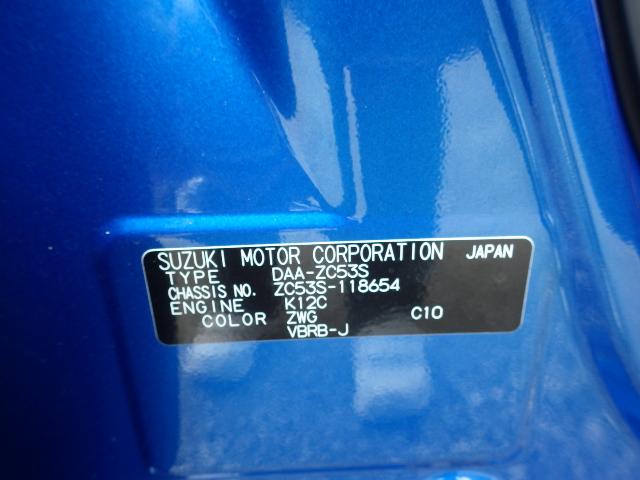 SUZUKI MOTOR CORPORATION JAPAN
TYPE DAA-ZC53S
CHASSIS NO. ZC53S-118654
ENGINE K12C
COLOR ZWG C10
VBRB-J